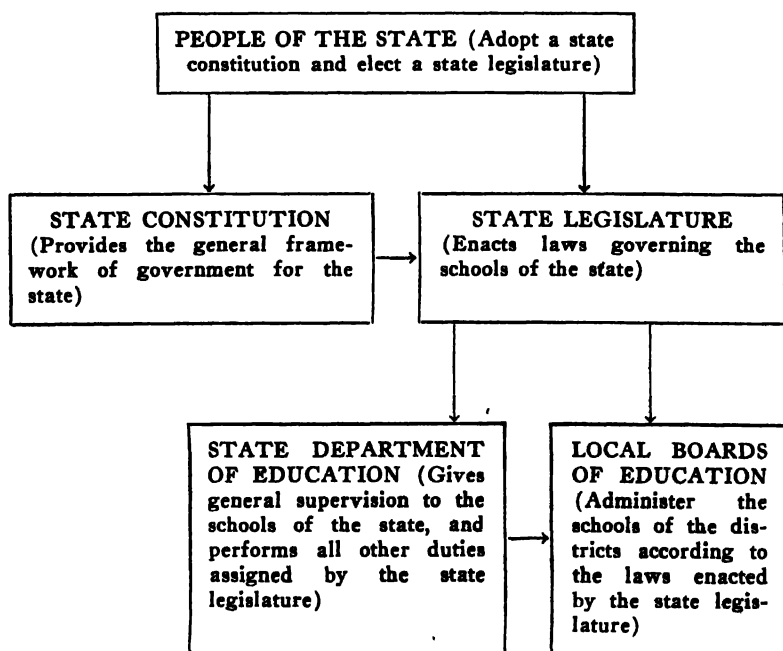 PEOPLE OF THE STATE (Adopt a state
constitution and elect a state legislature)
STATE CONSTITUTION
(Provides the general frame-
work of government for the
state)
STATE LEGISLATURE
(Enacts laws governing the
schools of the state)
STATE DEPARTMENT
OF EDUCATION (Gives
general supervision to the
schools of the state, and
performs all other duties
assigned by the state
legislature)
LOCAL BOARDS
OF EDUCATION
(Administer the
schools of the dis-
tricts according to
the laws enacted
by the state legis-
lature)